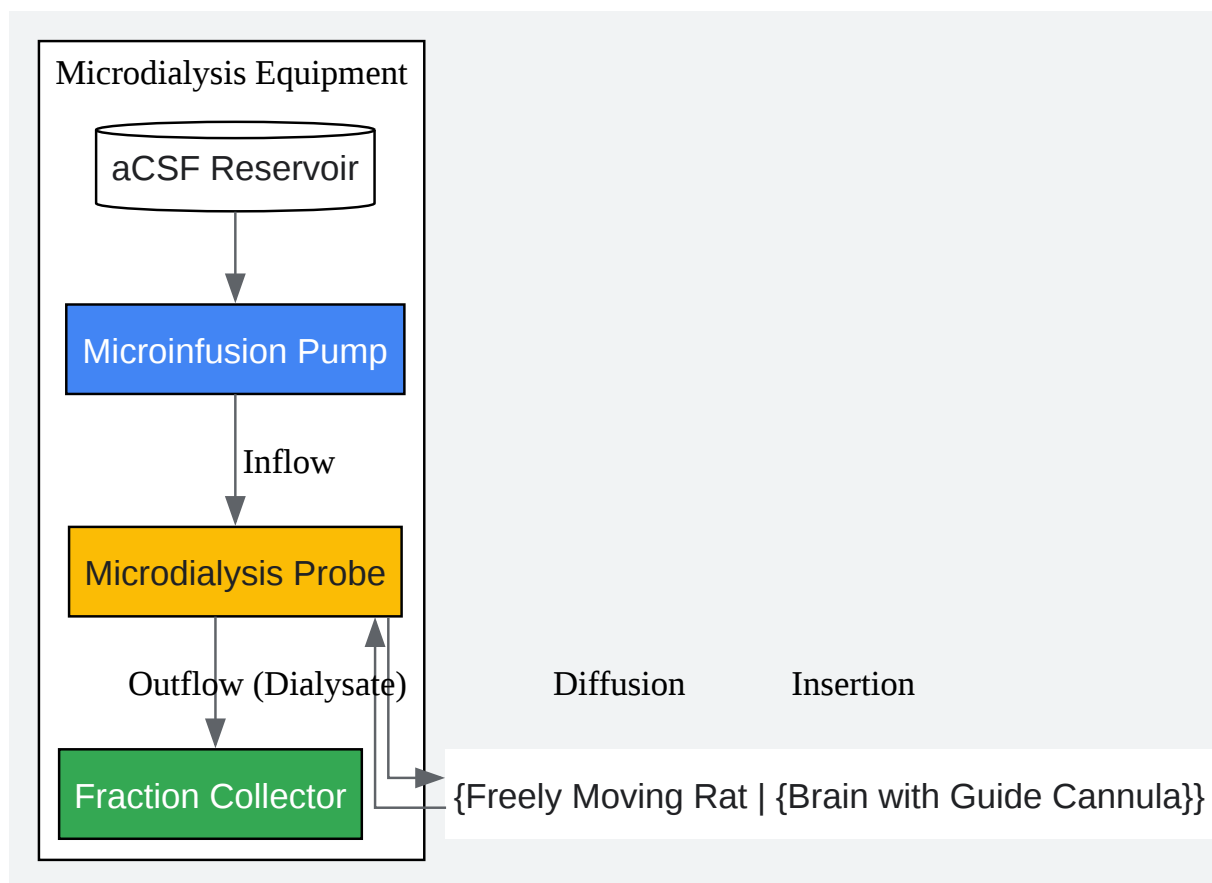 Microdialysis Equipment
aCSF Reservoir
Microinfusion Pump
Inflow
Microdialysis Probe
Outflow (Dialysate)
Diffusion
Insertion
Fraction Collector
{Freely Moving Rat | {Brain with Guide Cannula}}